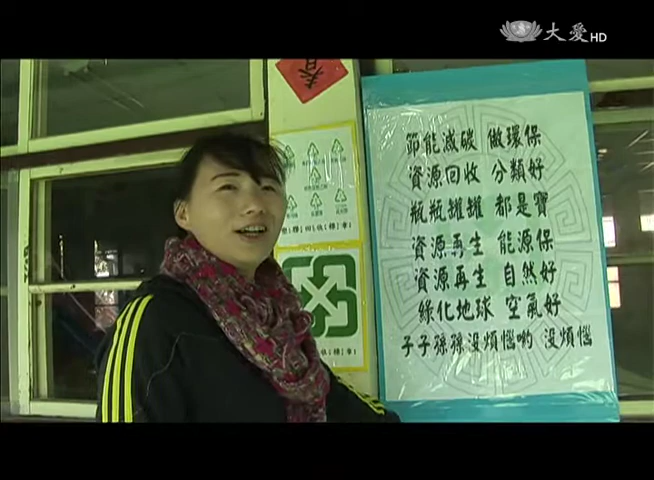 大愛HD
春
節能減碳 做環保
資源回收 分類好
瓶瓶罐罐 都是寶
資源再生 能源保
資源再生 自然好
綠化地球 空氣好
子子孫孫沒煩惱喲 沒煩惱